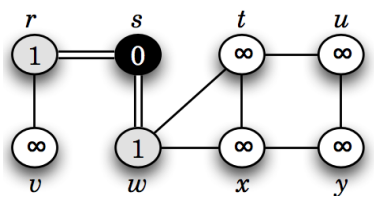 r s t u
1 0 ∞ ∞
∞ 1 ∞ ∞
v w x y